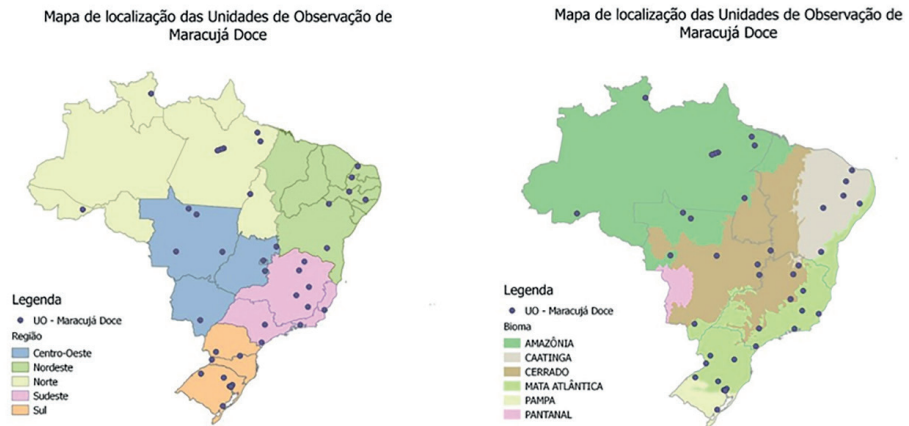 Mapa de localização das Unidades de Observação de
Maracujá Doce
Legenda
UO - Maracujá Doce
Região
Centro-Oeste
Nordeste
Norte
Sudeste
Sul
Mapa de localização das Unidades de Observação de
Maracujá Doce
Legenda
UO - Maracujá Doce
Bioma
AMAZÔNIA
CAATINGA
CERRADO
MATA ATLÂNTICA
PAMPA
PANTANAL